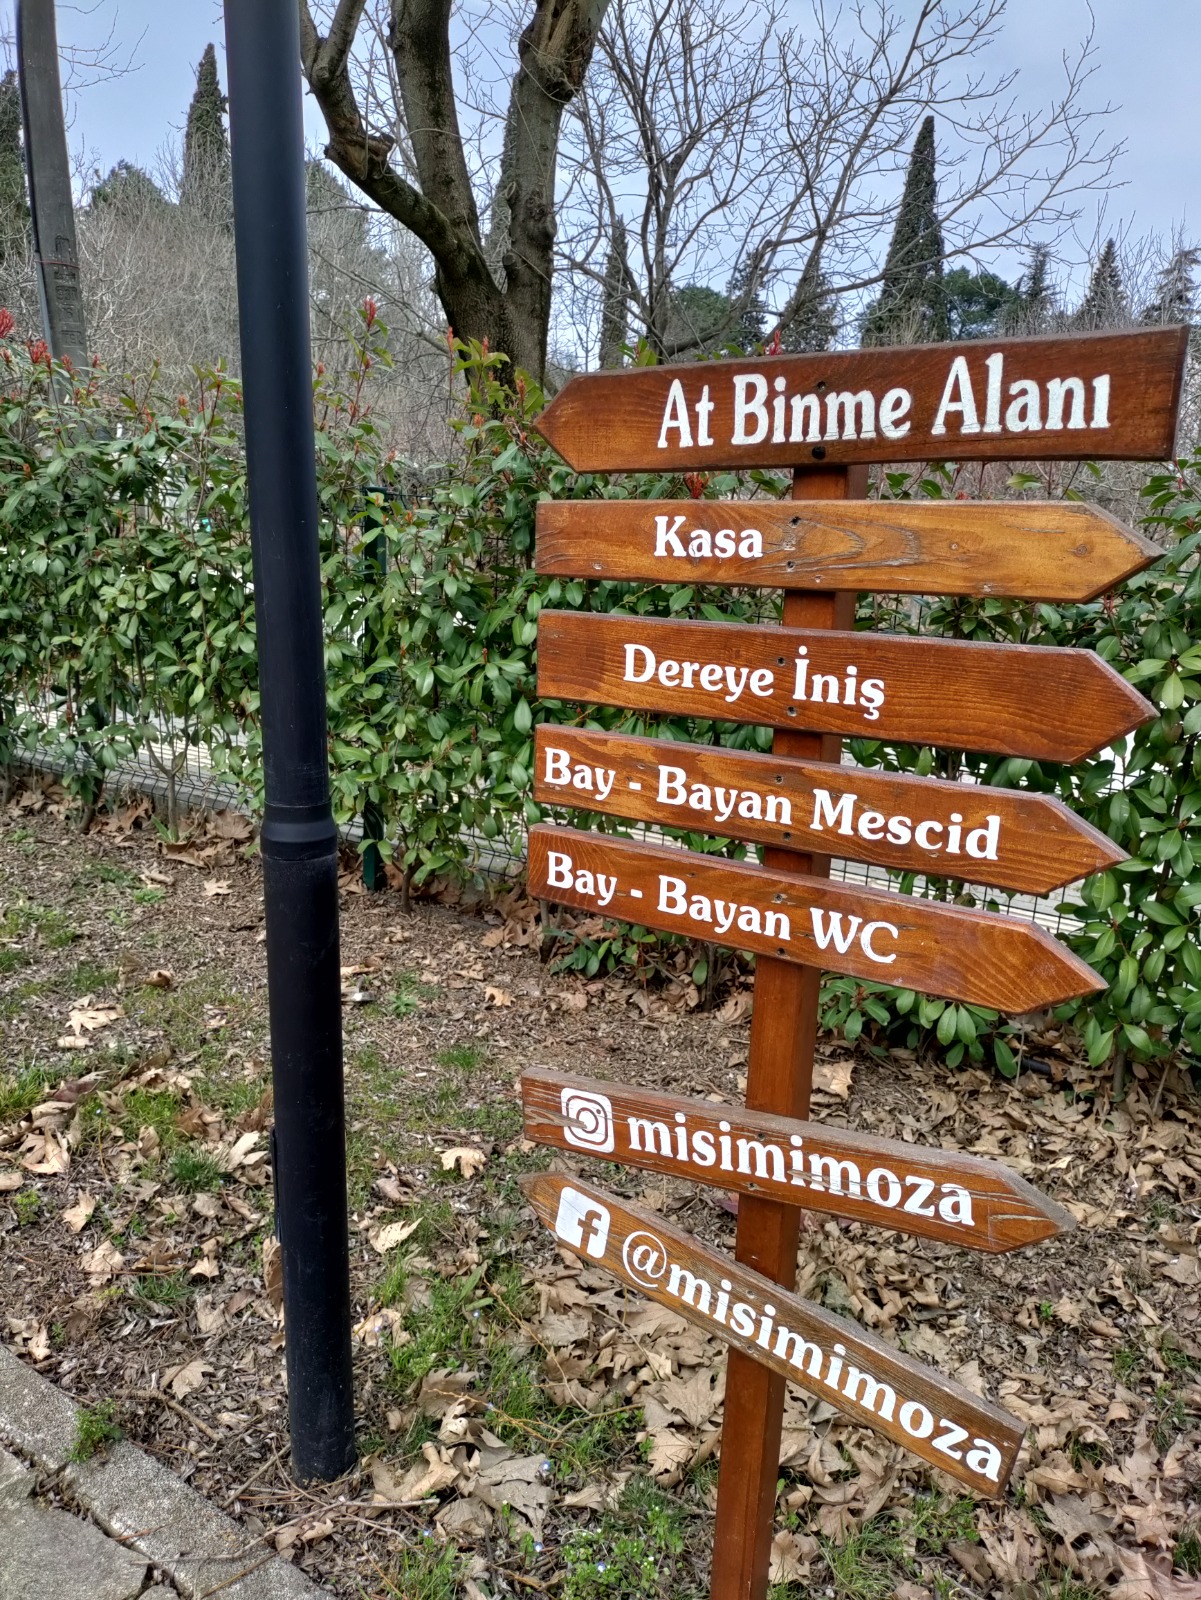 At Binme Alanı
Kasa
Dereye İniş
Bay - Bayan Mescid
Bay - Bayan WC
misimimoza
@misimimoza